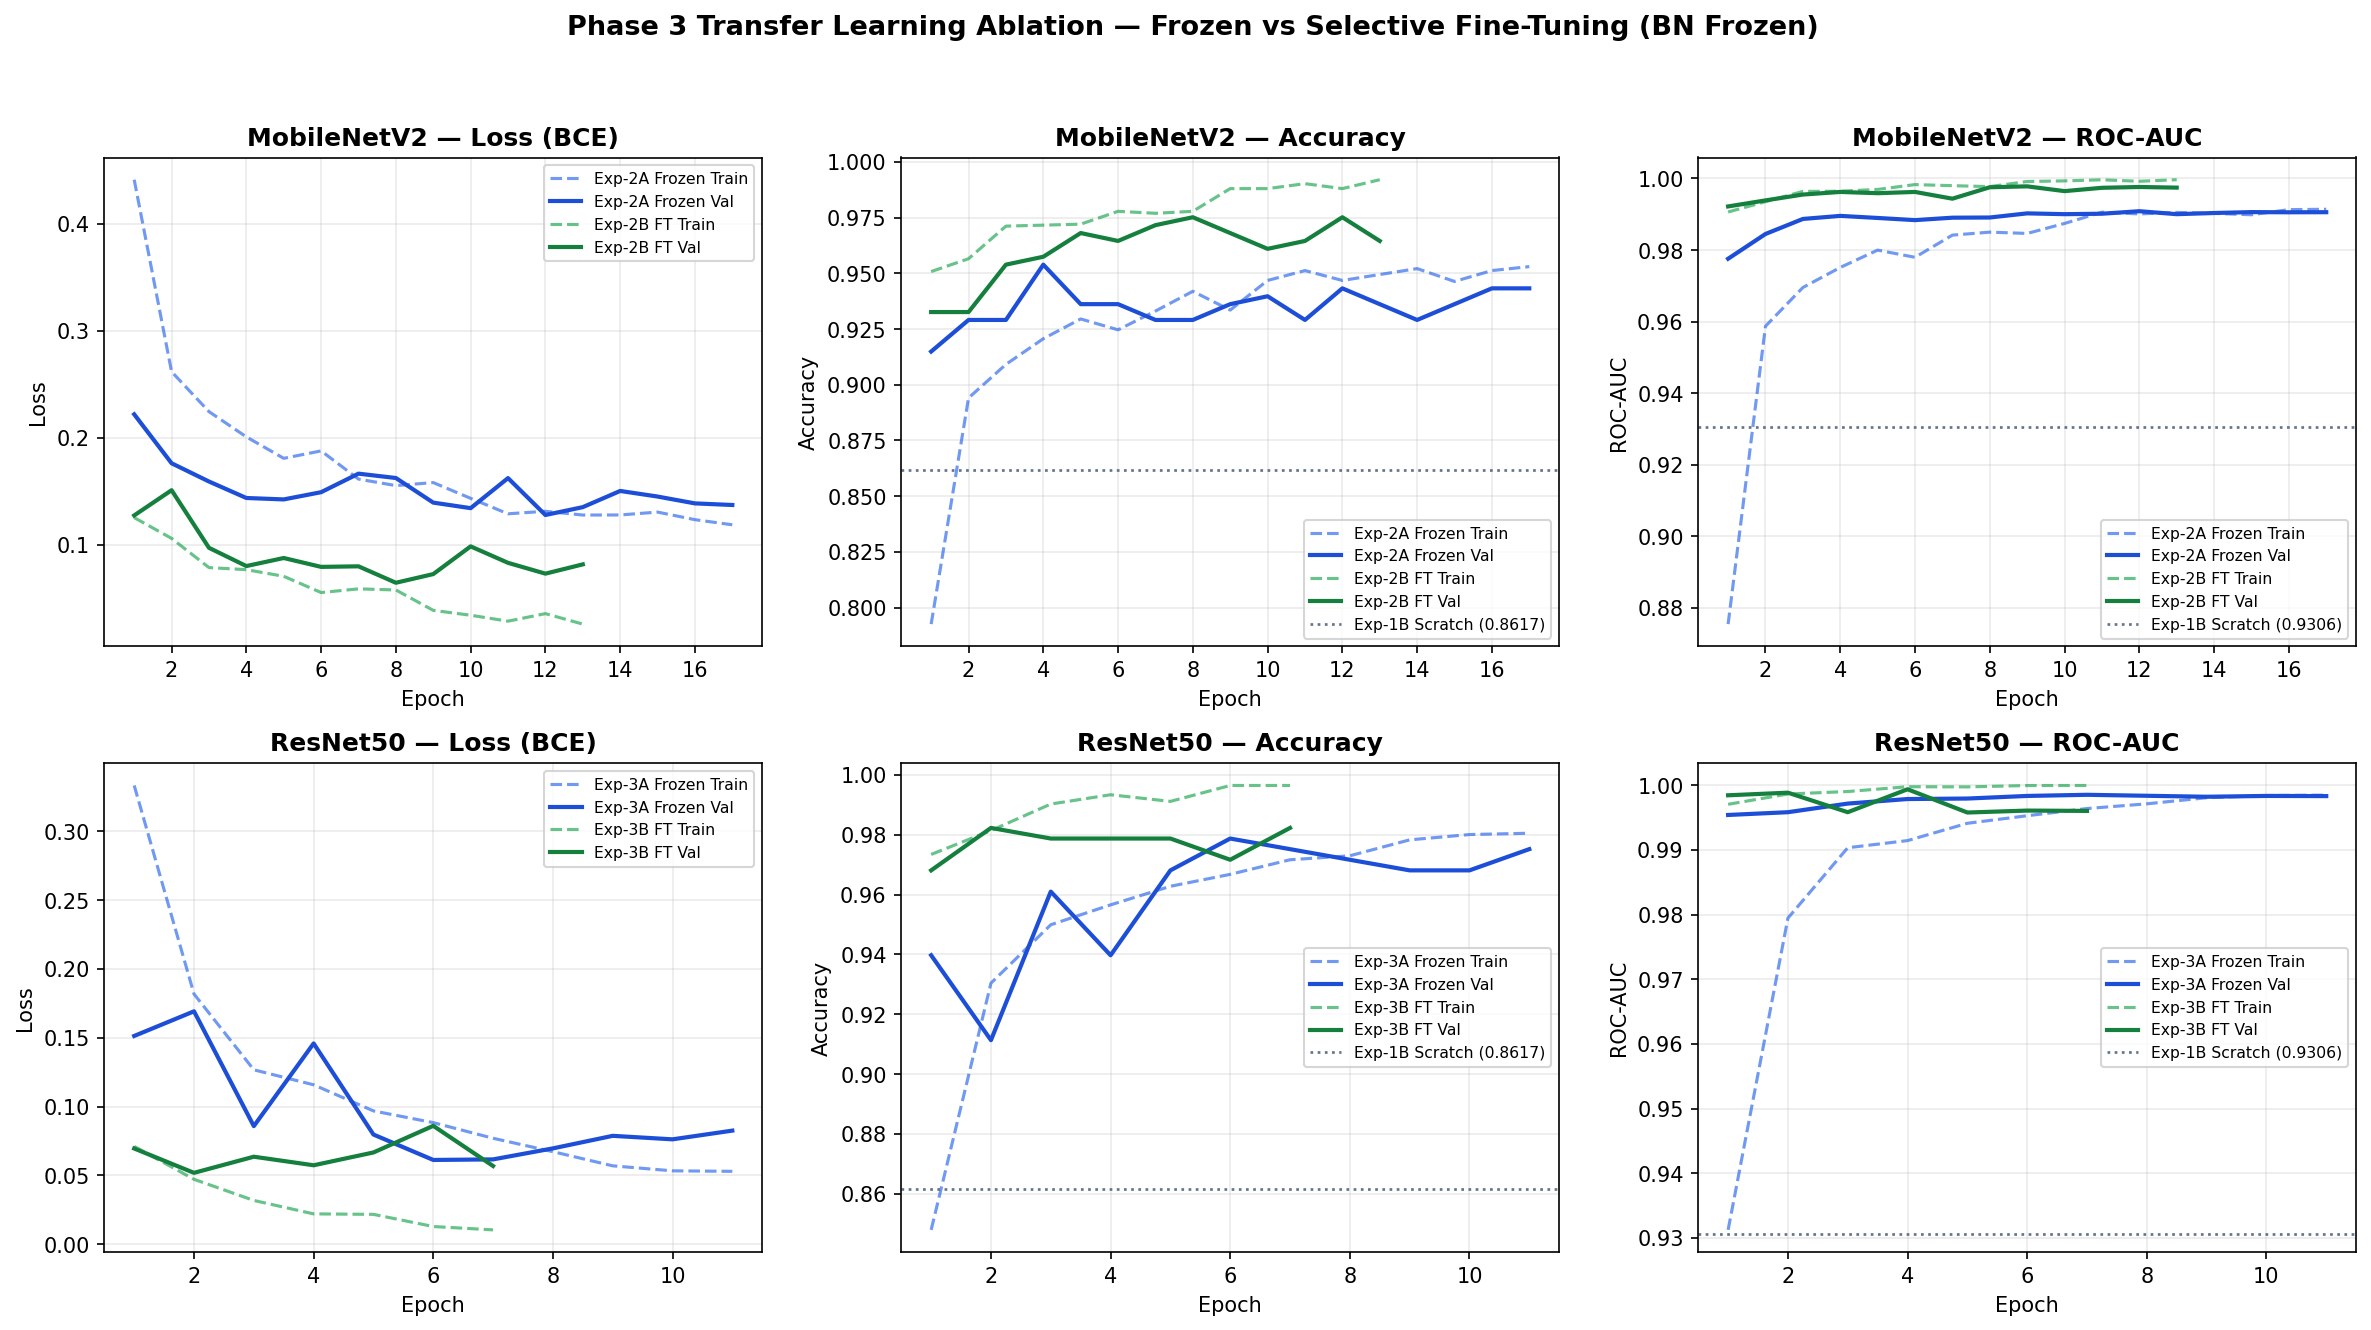 Phase 3 Transfer Learning Ablation — Frozen vs Selective Fine-Tuning (BN Frozen)
MobileNetV2 — Loss (BCE)
Loss
0.4
0.3
0.2
0.1
2 4 6 8 10 12 14 16
Epoch
Exp-2A Frozen Train
Exp-2A Frozen Val
Exp-2B FT Train
Exp-2B FT Val
MobileNetV2 — Accuracy
Accuracy
1.000
0.975
0.950
0.925
0.900
0.875
0.850
0.825
0.800
2 4 6 8 10 12 14 16
Epoch
Exp-2A Frozen Train
Exp-2A Frozen Val
Exp-2B FT Train
Exp-2B FT Val
Exp-1B Scratch (0.8617)
MobileNetV2 — ROC-AUC
ROC-AUC
1.00
0.98
0.96
0.94
0.92
0.90
0.88
2 4 6 8 10 12 14 16
Epoch
Exp-2A Frozen Train
Exp-2A Frozen Val
Exp-2B FT Train
Exp-2B FT Val
Exp-1B Scratch (0.9306)
ResNet50 — Loss (BCE)
Loss
0.30
0.25
0.20
0.15
0.10
0.05
0.00
2 4 6 8 10
Epoch
Exp-3A Frozen Train
Exp-3A Frozen Val
Exp-3B FT Train
Exp-3B FT Val
ResNet50 — Accuracy
Accuracy
1.00
0.98
0.96
0.94
0.92
0.90
0.88
0.86
2 4 6 8 10
Epoch
Exp-3A Frozen Train
Exp-3A Frozen Val
Exp-3B FT Train
Exp-3B FT Val
Exp-1B Scratch (0.8617)
ResNet50 — ROC-AUC
ROC-AUC
1.00
0.99
0.98
0.97
0.96
0.95
0.94
0.93
2 4 6 8 10
Epoch
Exp-3A Frozen Train
Exp-3A Frozen Val
Exp-3B FT Train
Exp-3B FT Val
Exp-1B Scratch (0.9306)